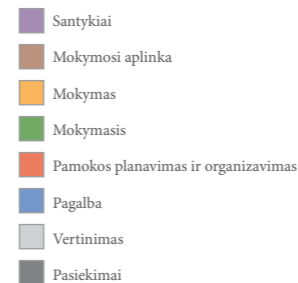 Santykiai
Mokymosi aplinka
Mokymas
Mokymasis
Pamokos planavimas ir organizavimas
Pagalba
Vertinimas
Pasiekimai